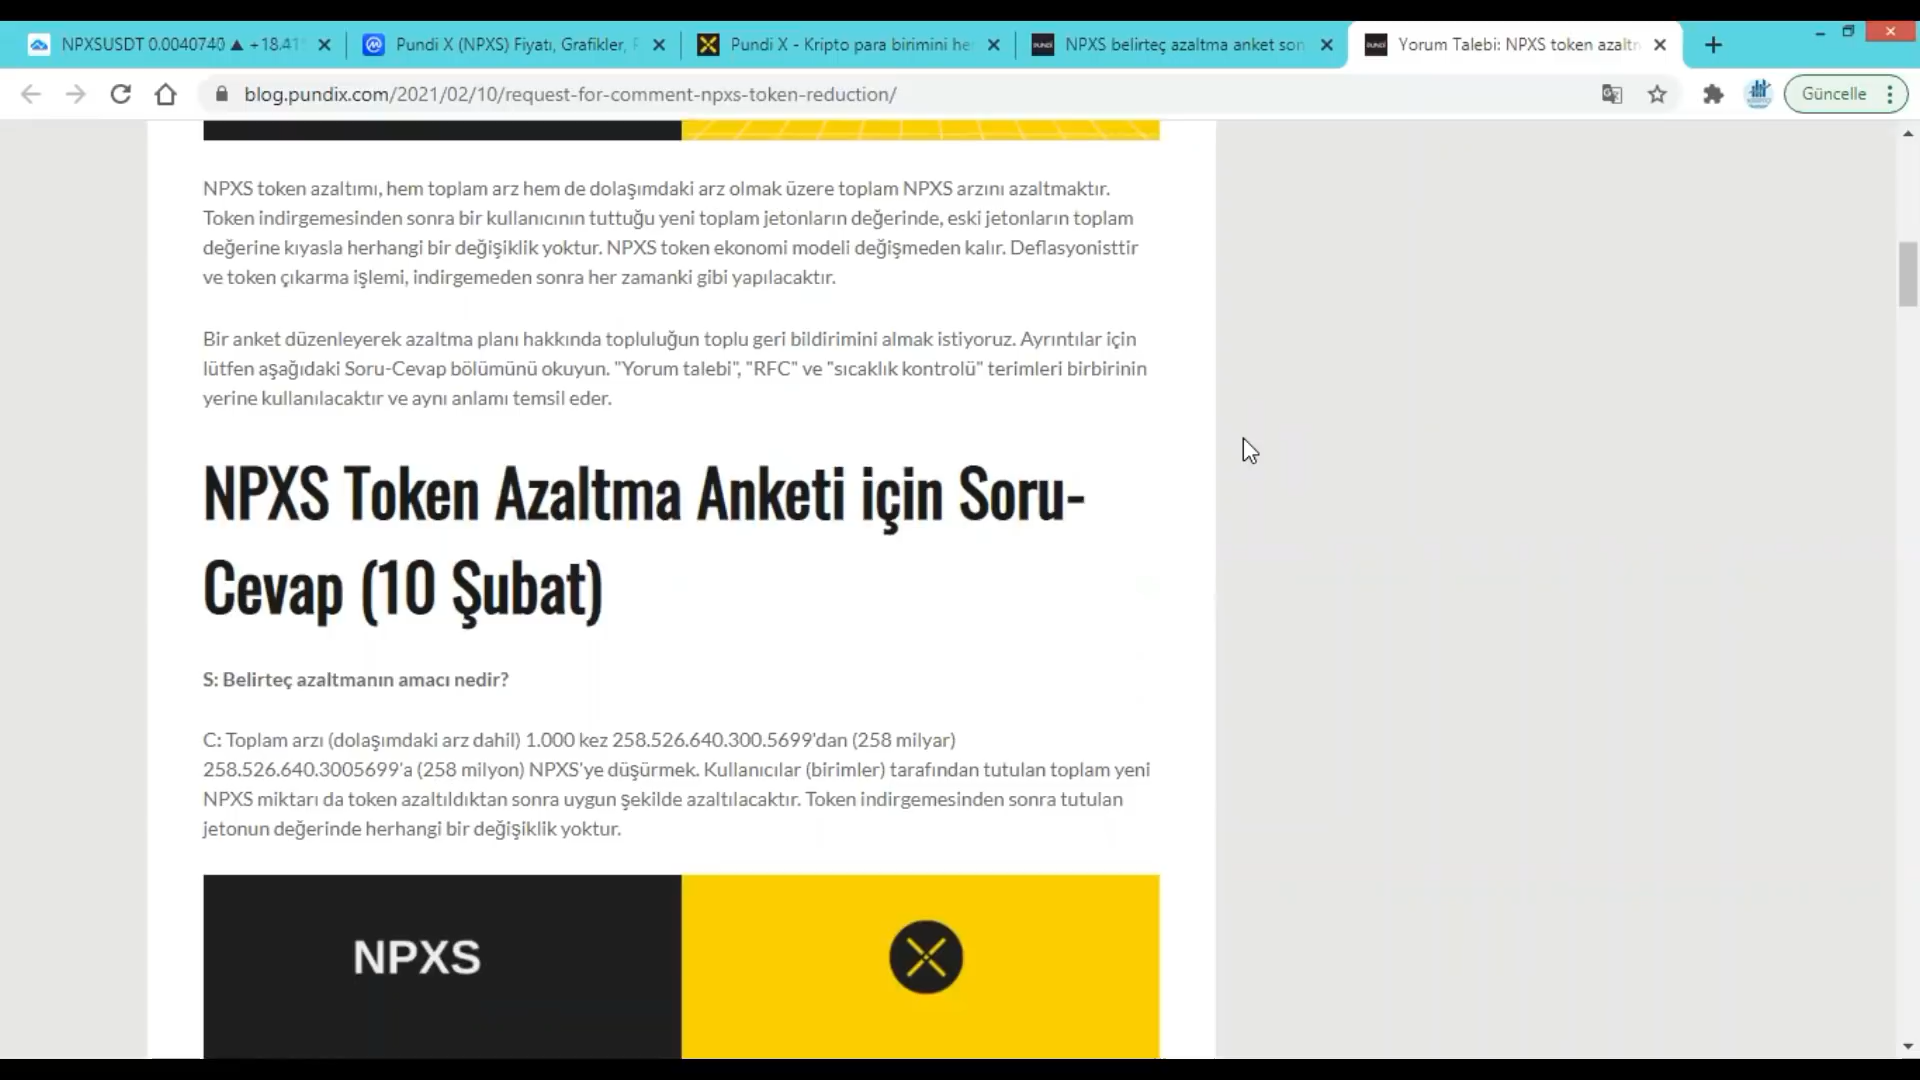 NPXSUSDT 0.0040740 ▲ +18.41
Pundi X (NPXS) Fiyatı, Grafikler,
Pundi X - Kripto para birimini he
NPXS belirteç azaltma anket son
Yorum Talebi: NPXS token azaltm
blog.pundix.com/2021/02/10/request-for-comment-npxs-token-reduction/
Güncelle
NPXS token azaltımı, hem toplam arz hem de dolaşımdaki arz olmak üzere toplam NPXS arzını azaltmaktır.
Token indirgemesinden sonra bir kullanıcının tuttuğu yeni toplam jetonların değerinde, eski jetonların toplam
değerine kıyasla herhangi bir değişiklik yoktur. NPXS token ekonomi modeli değişmeden kalır. Deflasyonisttir
ve token çıkarma işlemi, indirgemeden sonra her zamanki gibi yapılacaktır.
Bir anket düzenleyerek azaltma planı hakkında topluluğun toplu geri bildirimini almak istiyoruz. Ayrıntılar için
lütfen aşağıdaki Soru-Cevap bölümünü okuyun. "Yorum talebi", "RFC" ve "sıcaklık kontrolü" terimleri birbirinin
yerine kullanılacaktır ve aynı anlamı temsil eder.
NPXS Token Azaltma Anketi için Soru-
Cevap (10 Şubat)
S: Belirteç azaltmanın amacı nedir?
C: Toplam arzı (dolaşımdaki arz dahil) 1.000 kez 258.526.640.300.5699'dan (258 milyar)
258.526.640.3005699'a (258 milyon) NPXS'ye düşürmek. Kullanıcılar (birimler) tarafından tutulan toplam yeni
NPXS miktarı da token azaltıldıktan sonra uygun şekilde azaltılacaktır. Token indirgemesinden sonra tutulan
jetonun değerinde herhangi bir değişiklik yoktur.
NPXS